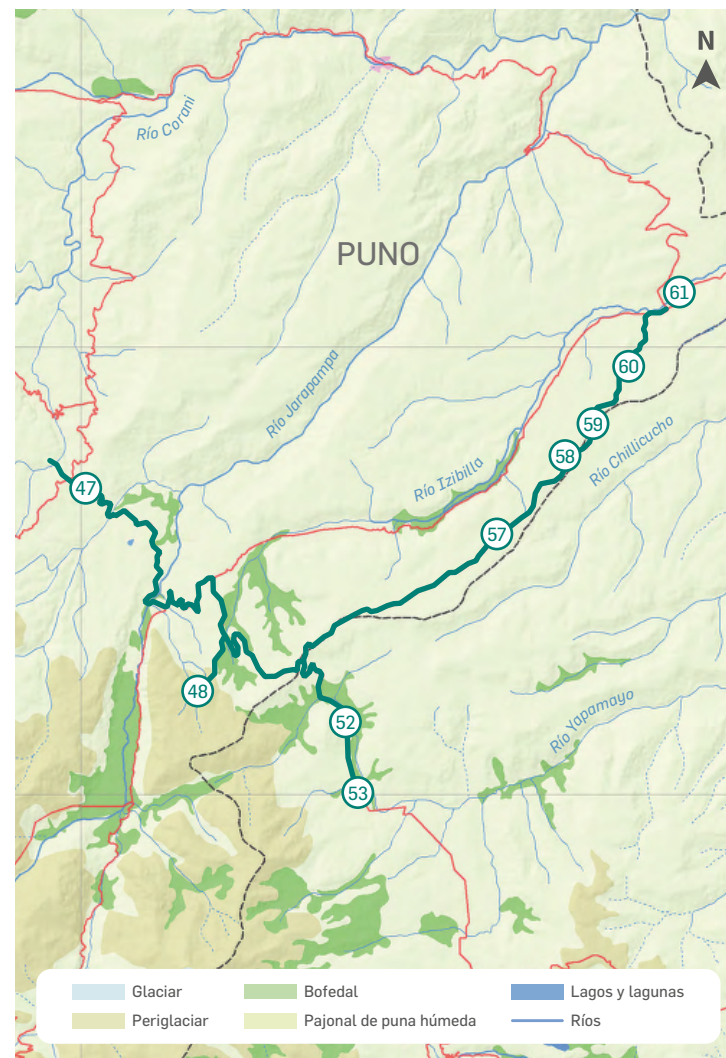 N
Río Corani
PUNO
61
60
Río Jarapampa
59
58
Río Chillicucho
47
Río Izibilla
57
48
52
Río Yapamayo
53
Glaciar
Bofedal
Lagos y lagunas
Periglaciar
Pajonal de puna húmeda
Ríos